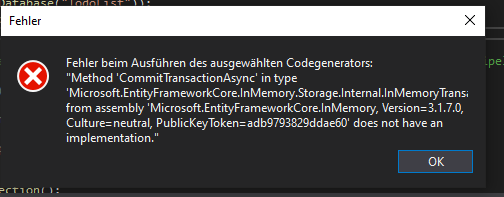 Database("TodoList"));
Fehler
Fehler beim Ausführen des ausgewählten Codegenerators:
"Method 'CommitTransactionAsync' in type
'Microsoft.EntityFrameworkCore.InMemory.Storage.Internal.InMemoryTransa
from assembly 'Microsoft.EntityFrameworkCore.InMemory, Version=3.1.7.0,
Culture=neutral, PublicKeyToken=adb9793829ddae60' does not have an
implementation."
OK
ection();